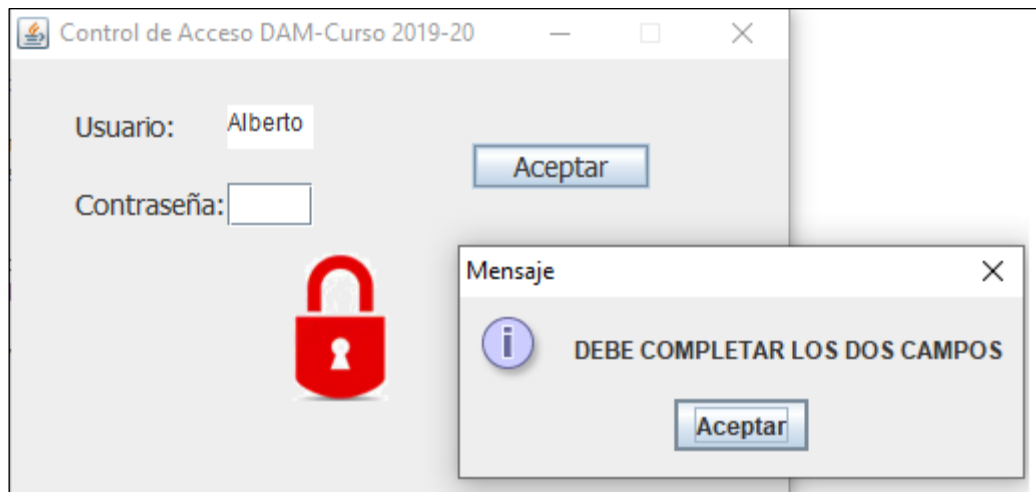 Control de Acceso DAM-Curso 2019-20
Usuario: Alberto
Aceptar
Contraseña:
Mensaje
DEBE COMPLETAR LOS DOS CAMPOS
Aceptar